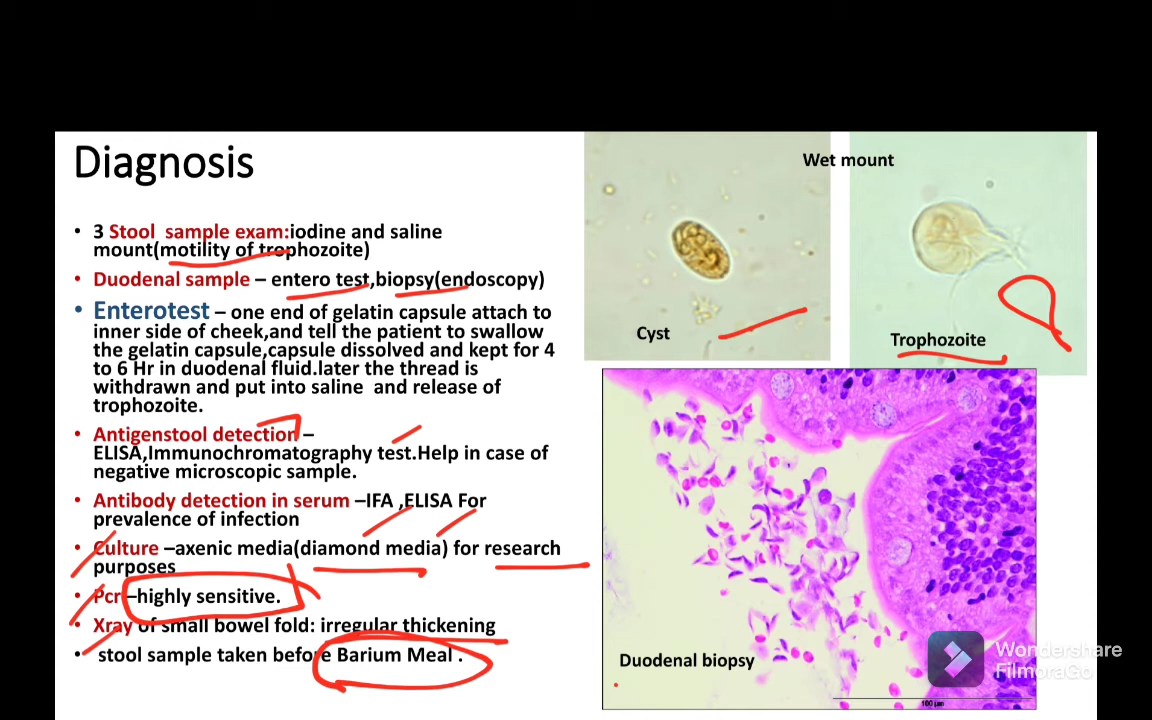 Diagnosis
• 3 Stool sample exam:iodine and saline
mount(motility of trophozoite)
• Duodenal sample – entero test,biopsy(endoscopy)
• Enterotest – one end of gelatin capsule attach to
inner side of cheek,and tell the patient to swallow
the gelatin capsule,capsule dissolved and kept for 4
to 6 Hr in duodenal fluid.later the thread is
withdrawn and put into saline and release of
trophozoite.
• Antigenstool detection –
ELISA,Immunochromatography test.Help in case of
negative microscopic sample.
• Antibody detection in serum –IFA ,ELISA For
prevalence of infection
• Culture –axenic media(diamond media) for research
purposes
• Pcr –highly sensitive.
• Xray of small bowel fold: irregular thickening
• stool sample taken before Barium Meal .
Wet mount
Cyst
Trophozoite
Duodenal biopsy
100 µm
Wondershare
FilmoraGo